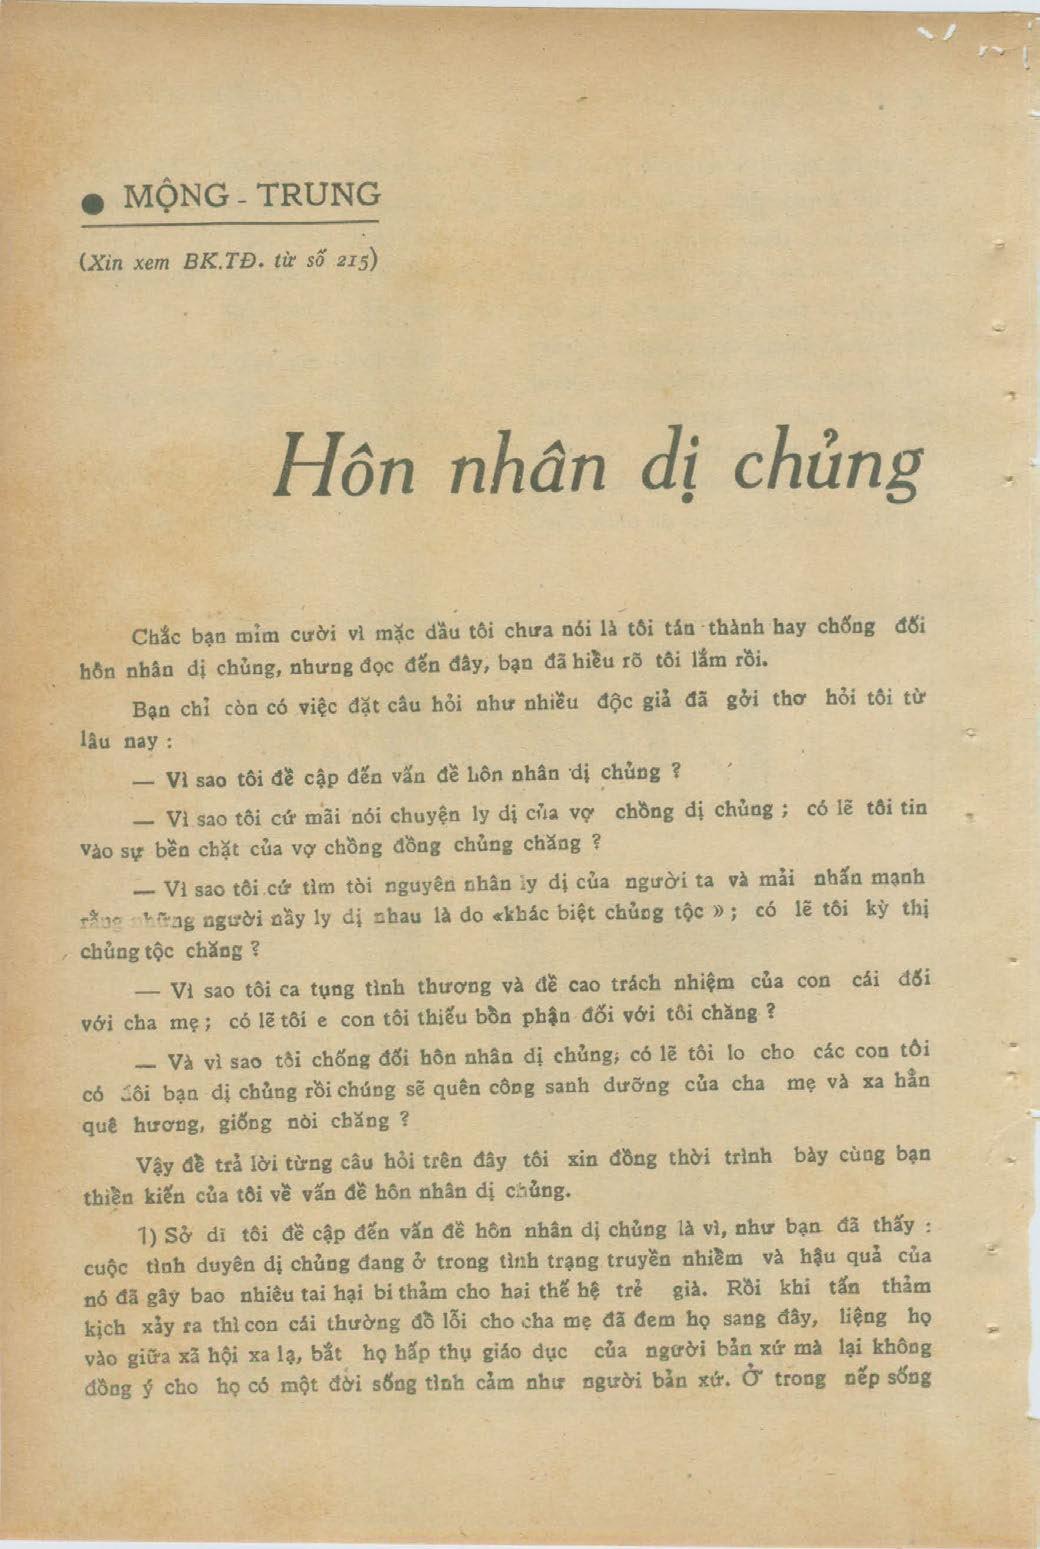 ● MỘNG - TRUNG
(Xin xem BK.TĐ. từ số 215)
Hôn nhân dị chủng
Chắc bạn mỉm cười vì mặc dầu tôi chưa nói là tôi tán thành hay chống đối
hôn nhân dị chủng, nhưng đọc đến đây, bạn đã hiểu rõ tôi lắm rồi.
Bạn chỉ còn có việc đặt câu hỏi như nhiều độc giả đã gởi thơ hỏi tôi từ
lâu nay :
— Vì sao tôi đề cập đến vấn đề hôn nhân dị chủng ?
— Vì sao tôi cứ mãi nói chuyện ly dị của vợ chồng dị chủng ; có lẽ tôi tin
vào sự bền chặt của vợ chồng đồng chủng chăng ?
— Vì sao tôi cứ tìm tòi nguyên nhân ly dị của người ta và mải nhấn mạnh
rằng những người nầy ly dị nhau là do «khác biệt chủng tộc » ; có lẽ tôi kỳ thị
chủng tộc chăng ?
— Vì sao tôi ca tụng tình thương và đề cao trách nhiệm của con cái đối
với cha mẹ ; có lẽ tôi e con tôi thiếu bổn phận đối với tôi chăng ?
— Và vì sao tôi chống đối hôn nhân dị chủng; có lẽ tôi lo cho các con tôi
có đôi bạn dị chủng rồi chúng sẽ quên công sanh dưỡng của cha mẹ và xa hẳn
quê hương, giống nòi chăng ?
Vậy để trả lời từng câu hỏi trên đây tôi xin đồng thời trình bày cùng bạn
thiền kiến của tôi về vấn đề hôn nhân dị chủng.
1) Sở dĩ tôi đề cập đến vấn đề hôn nhân dị chủng là vì, như bạn đã thấy :
cuộc tình duyên dị chủng đang ở trong tình trạng truyền nhiễm và hậu quả của
nó đã gây bao nhiêu tai hại bi thảm cho hai thế hệ trẻ già. Rồi khi tấn thảm
kịch xảy ra thì con cái thường đổ lỗi cho cha mẹ đã đem họ sang đây, liệng họ
vào giữa xã hội xa lạ, bắt họ hấp thụ giáo dục của người bản xứ mà lại không
đồng ý cho họ có một đời sống tình cảm như người bản xứ. Ở trong nếp sống